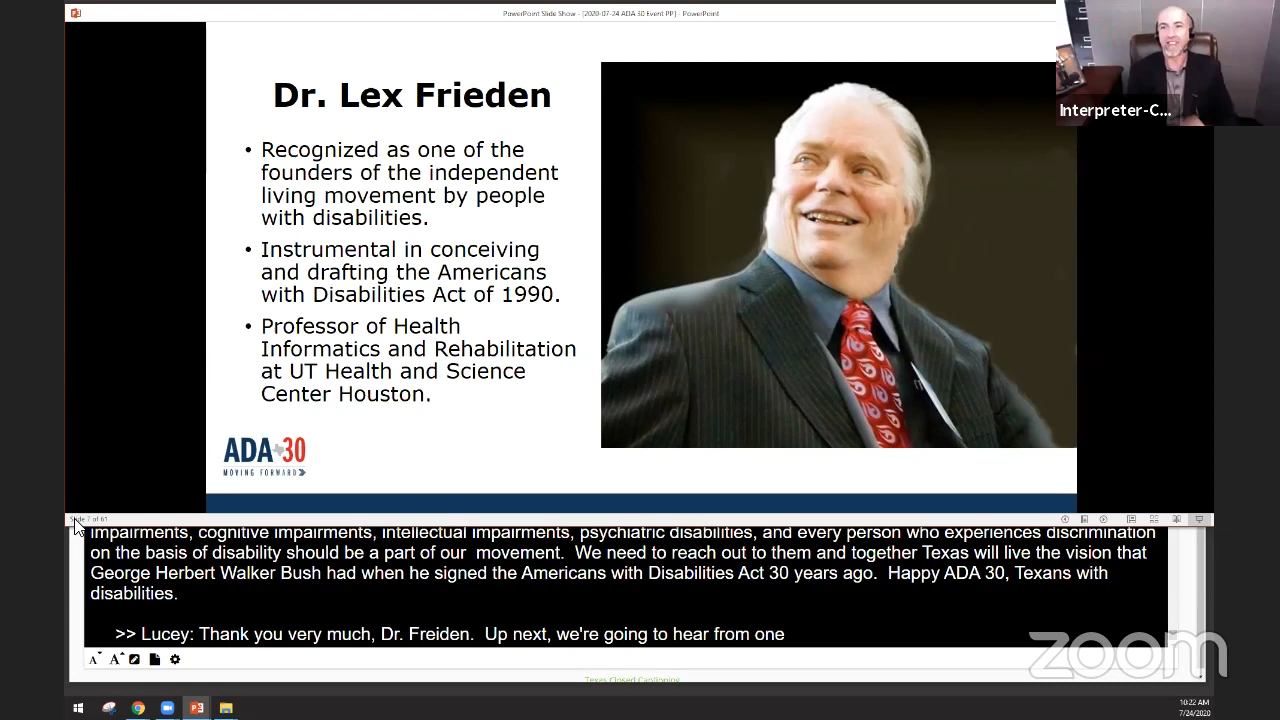 PowerPoint Slide Show - [2020-07-24 ADA 30 Event PP] - PowerPoint
Interpreter-C...
Dr. Lex Frieden
• Recognized as one of the
founders of the independent
living movement by people
with disabilities.
• Instrumental in conceiving
and drafting the Americans
with Disabilities Act of 1990.
• Professor of Health
Informatics and Rehabilitation
at UT Health and Science
Center Houston.
ADA 30
MOVING FORWARD
Slide 7 of 61
impairments, cognitive impairments, intellectual impairments, psychiatric disabilities, and every person who experiences discrimination
on the basis of disability should be a part of our movement. We need to reach out to them and together Texas will live the vision that
George Herbert Walker Bush had when he signed the Americans with Disabilities Act 30 years ago. Happy ADA 30, Texans with
disabilities.
>> Lucey: Thank you very much, Dr. Freiden. Up next, we're going to hear from one
zoom
A A
Texas Closed Captioning
10:22 AM
7/24/2020